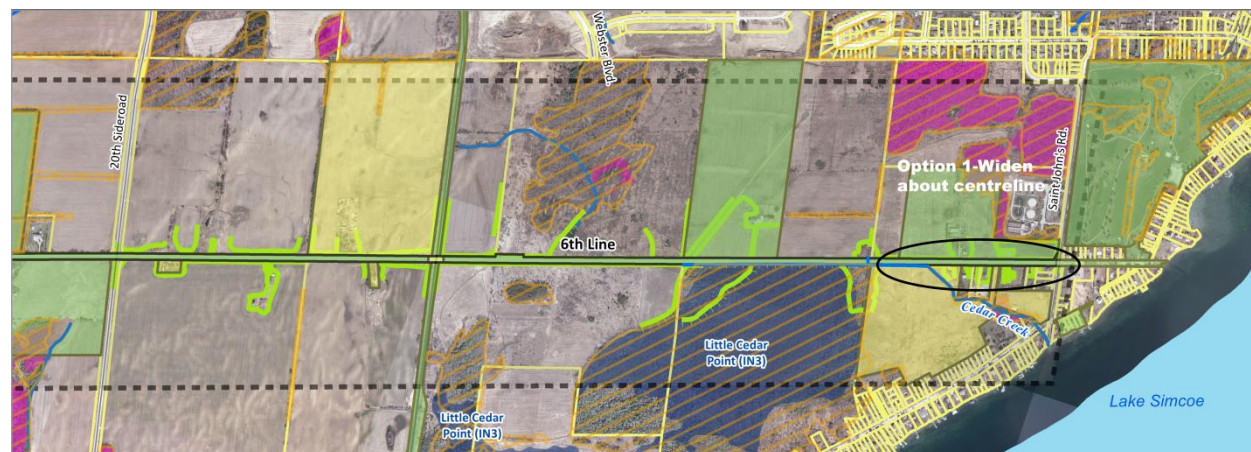 Webster Blvd.
20th Sideroad
Saint John's Rd.
Option 1-Widen
about centreline
6th Line
Cedar Creek
Little Cedar
Point (IN3)
Little Cedar
Point (IN3)
Lake Simcoe